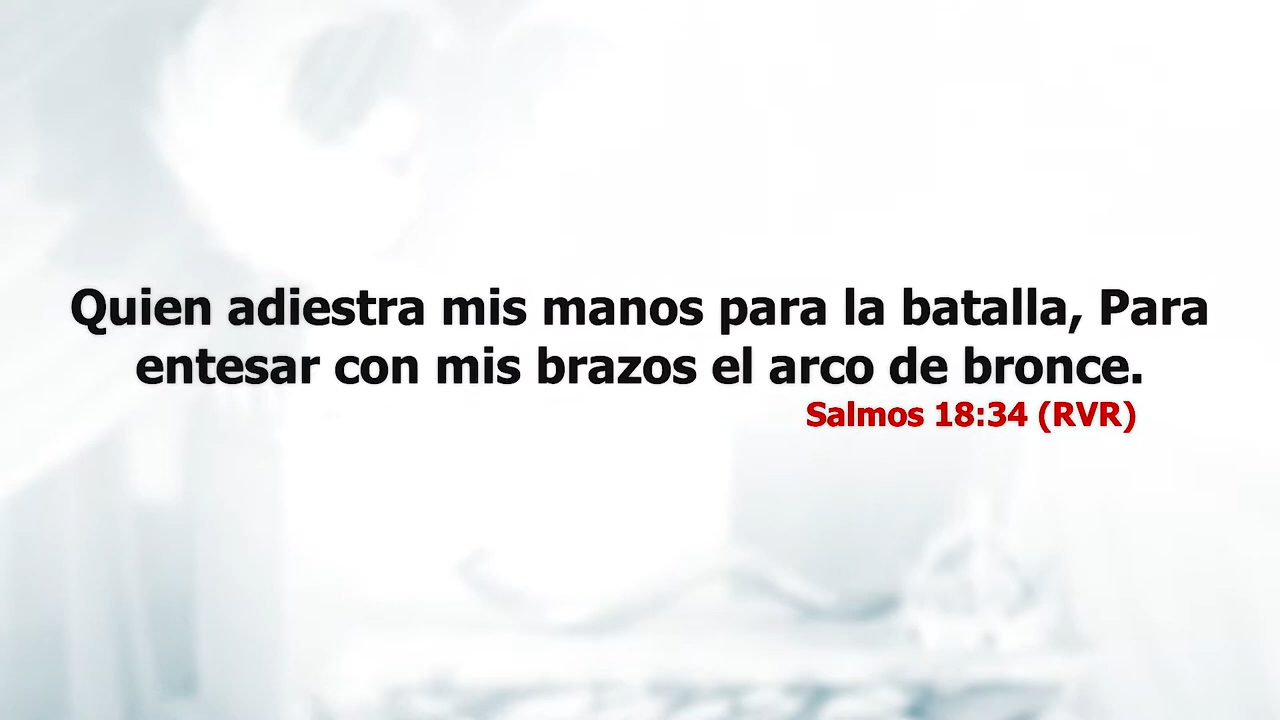 Quien adiestra mis manos para la batalla, Para
entesar con mis brazos el arco de bronce.
Salmos 18:34 (RVR)